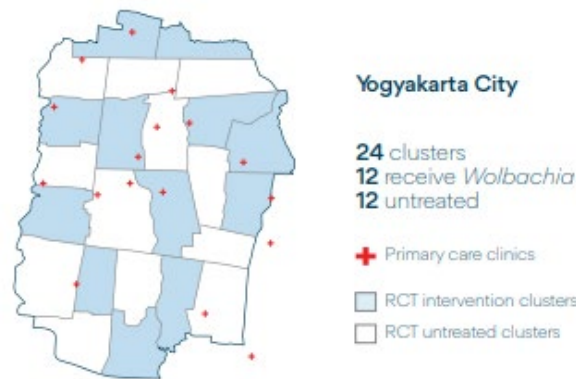 Yogyakarta City
24 clusters
12 receive Wolbachia
12 untreated
Primary care clinics
RCT intervention clusters
RCT untreated clusters